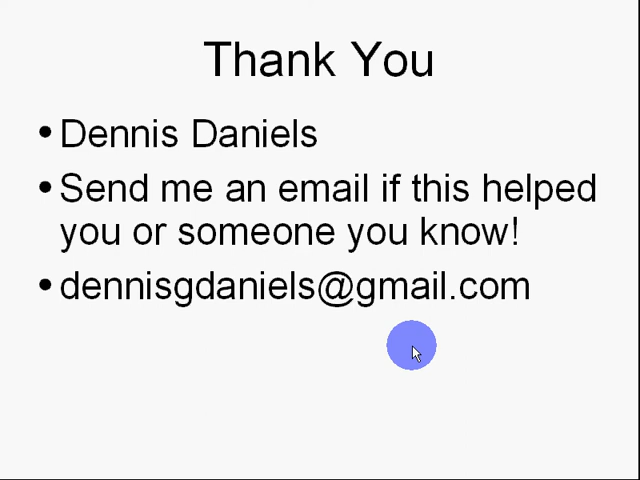 Thank You
• Dennis Daniels
• Send me an email if this helped
you or someone you know!
• dennisgdaniels@gmail.com